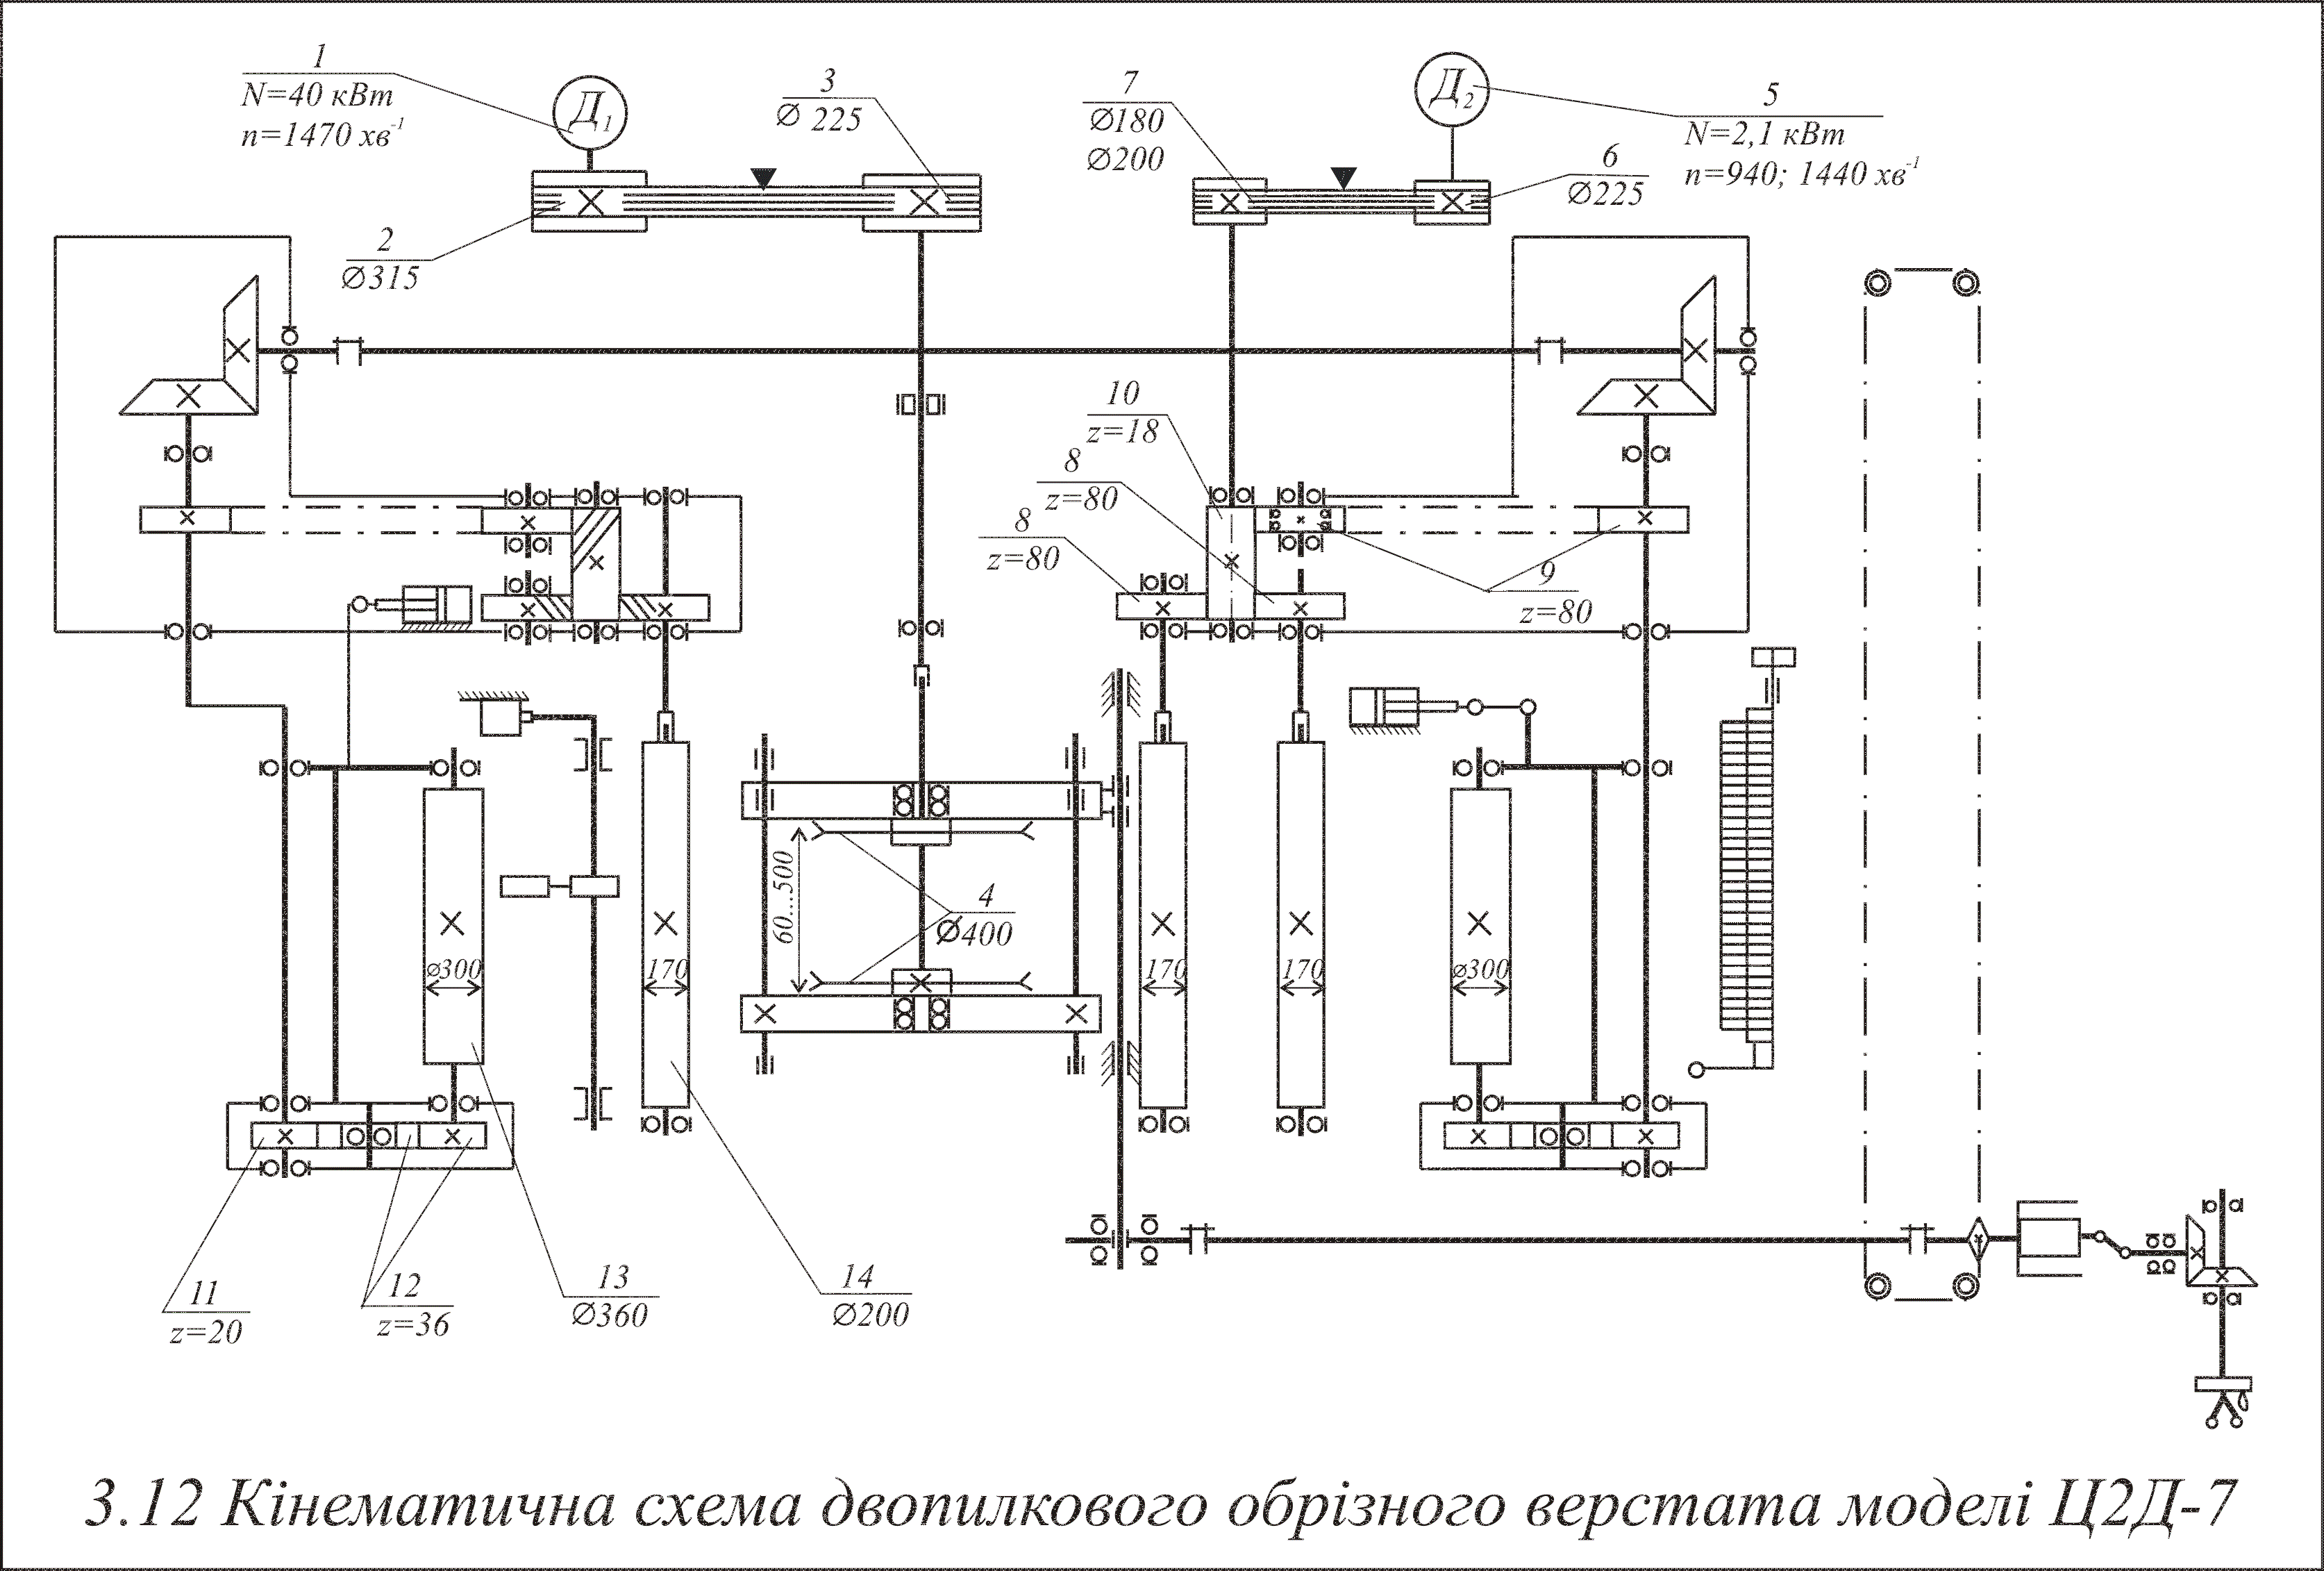 1
N=40 кВт
n=1470 хв⁻¹
Д₁
3
Ø 225
2
Ø315
7
Ø180
Ø200
Д₂
5
N=2,1 кВт
n=940; 1440 хв⁻¹
6
Ø225
10
z=18
8
z=80
8
z=80
9
z=80
60...500
4
Ø400
ø300
170
170
170
ø300
11
z=20
12
z=36
13
Ø360
14
Ø200
3.12 Кінематична схема двопилкового обрізного верстата моделі Ц2Д-7